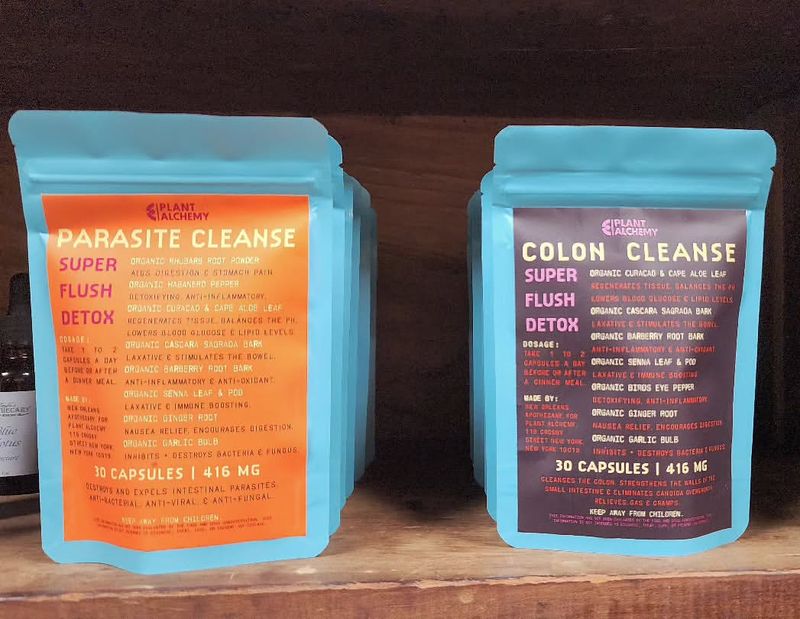 PLANT
ALCHEMY
PARASITE CLEANSE
SUPER
FLUSH
DETOX
DOSAGE:
TAKE 1 TO 2
CAPSULES A DAY
BEFORE OR AFTER
A DINNER MEAL.
MADE BY:
NEW ORLEANS
APOTHECARY FOR
PLANT ALCHEMY,
STREET NEW YORK,
NEW YORK 10013.
ORGANIC RHUBARB ROOT POWDER
AIDS DIGESTION & STOMACH PAIN
ORGANIC HABANERO PEPPER
DETOXIFYING, ANTI-INFLAMMATORY.
ORGANIC CURACAO & CAPE ALOE LEAF
REGENERATES TISSUE, BALANCES THE PH,
LOWERS BLOOD GLUCOSE & LIPID LEVELS
ORGANIC CASCARA SAGRADA BARK
LAXATIVE & STIMULATES THE BOWEL.
ORGANIC BARBERRY ROOT BARK
ANTI-INFLAMMATORY & ANTI-OXIDANT.
ORGANIC SENNA LEAF & POD
LAXATIVE & IMMUNE BOOSTING.
ORGANIC GINGER ROOT
NAUSEA RELIEF, ENCOURAGES DIGESTION.
ORGANIC GARLIC BULB
INHIBITS + DESTROYS BACTERIA & FUNGUS.
30 CAPSULES | 416 MG
DESTROYS AND EXPELS INTESTINAL PARASITES,
ANTI-BACTERIAL, ANTI-VIRAL, & ANTI-FUNGAL.
KEEP AWAY FROM CHILDREN.
PLANT
ALCHEMY
COLON CLEANSE
SUPER
FLUSH
DETOX
DOSAGE:
TAKE 1 TO 2
CAPSULES A DAY
BEFORE OR AFTER
A DINNER MEAL.
MADE BY:
NEW ORLEANS
APOTHECARY FOR
PLANT ALCHEMY,
119 CROSBY
STREET NEW YORK,
NEW YORK 10013.
ORGANIC CURACAO & CAPE ALOE LEAF
REGENERATES TISSUE, BALANCES THE PH,
LOWERS BLOOD GLUCOSE & LIPID LEVELS
ORGANIC CASCARA SAGRADA BARK
LAXATIVE & STIMULATES THE BOWEL.
ORGANIC BARBERRY ROOT BARK
ANTI-INFLAMMATORY & ANTI-OXIDANT.
ORGANIC SENNA LEAF & POD
LAXATIVE & IMMUNE BOOSTING
ORGANIC BIRDS EYE PEPPER
DETOXIFYING, ANTI-INFLAMMATORY
ORGANIC GINGER ROOT
NAUSEA RELIEF, ENCOURAGES DIGESTION.
ORGANIC GARLIC BULB
INHIBITS + DESTROYS BACTERIA & FUNGUS.
30 CAPSULES | 416 MG
CLEANSES THE COLON, STRENGTHENS THE WALLS OF THE
SMALL INTESTINE & ELIMINATES CANDIDA OVERGROWTH,
RELIEVES GAS & CRAMPS.
KEEP AWAY FROM CHILDREN.